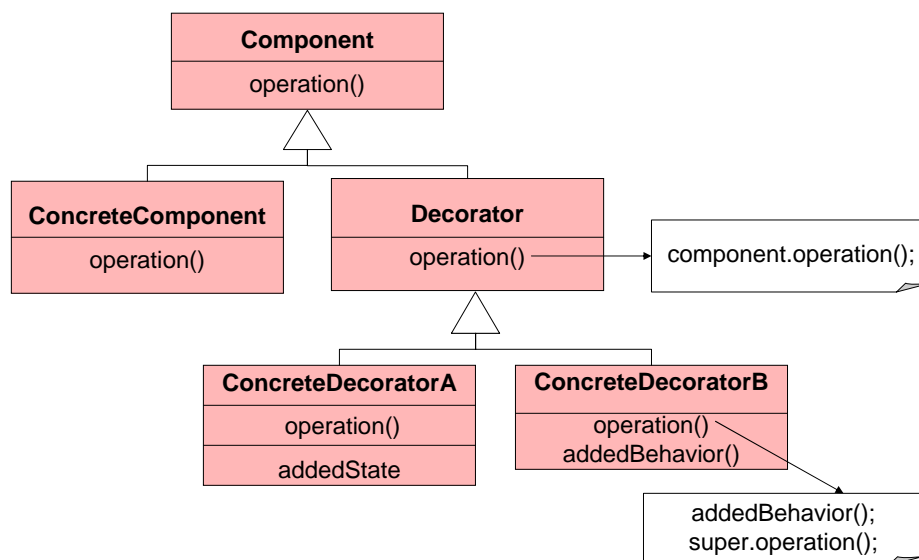 Component
operation()
ConcreteComponent
operation()
Decorator
operation()
component.operation();
ConcreteDecoratorA
operation()
addedState
ConcreteDecoratorB
operation()
addedBehavior()
addedBehavior();
super.operation();